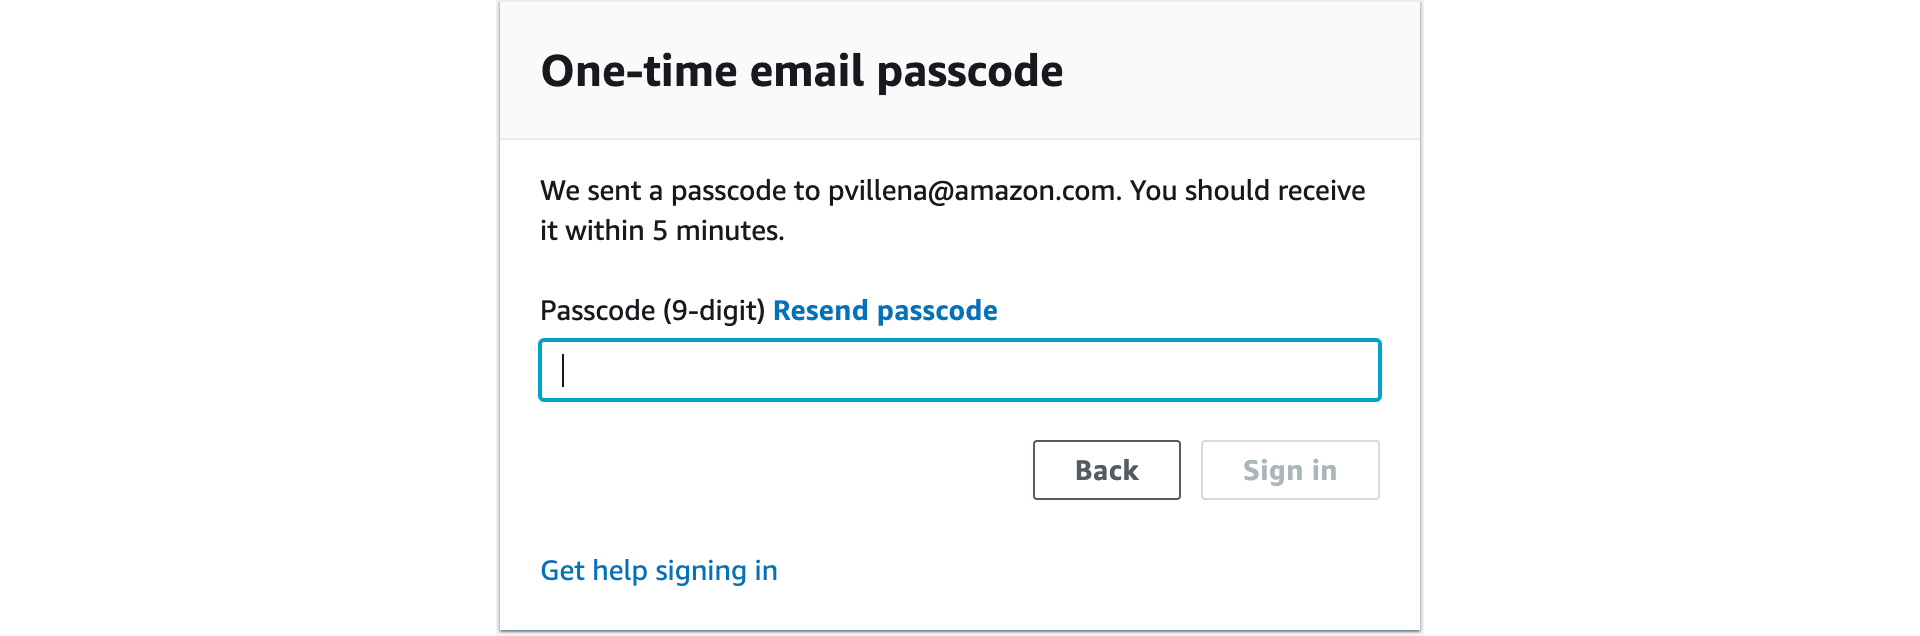 One-time email passcode
We sent a passcode to pvillena@amazon.com. You should receive
it within 5 minutes.
Passcode (9-digit) Resend passcode
Back Sign in
Get help signing in